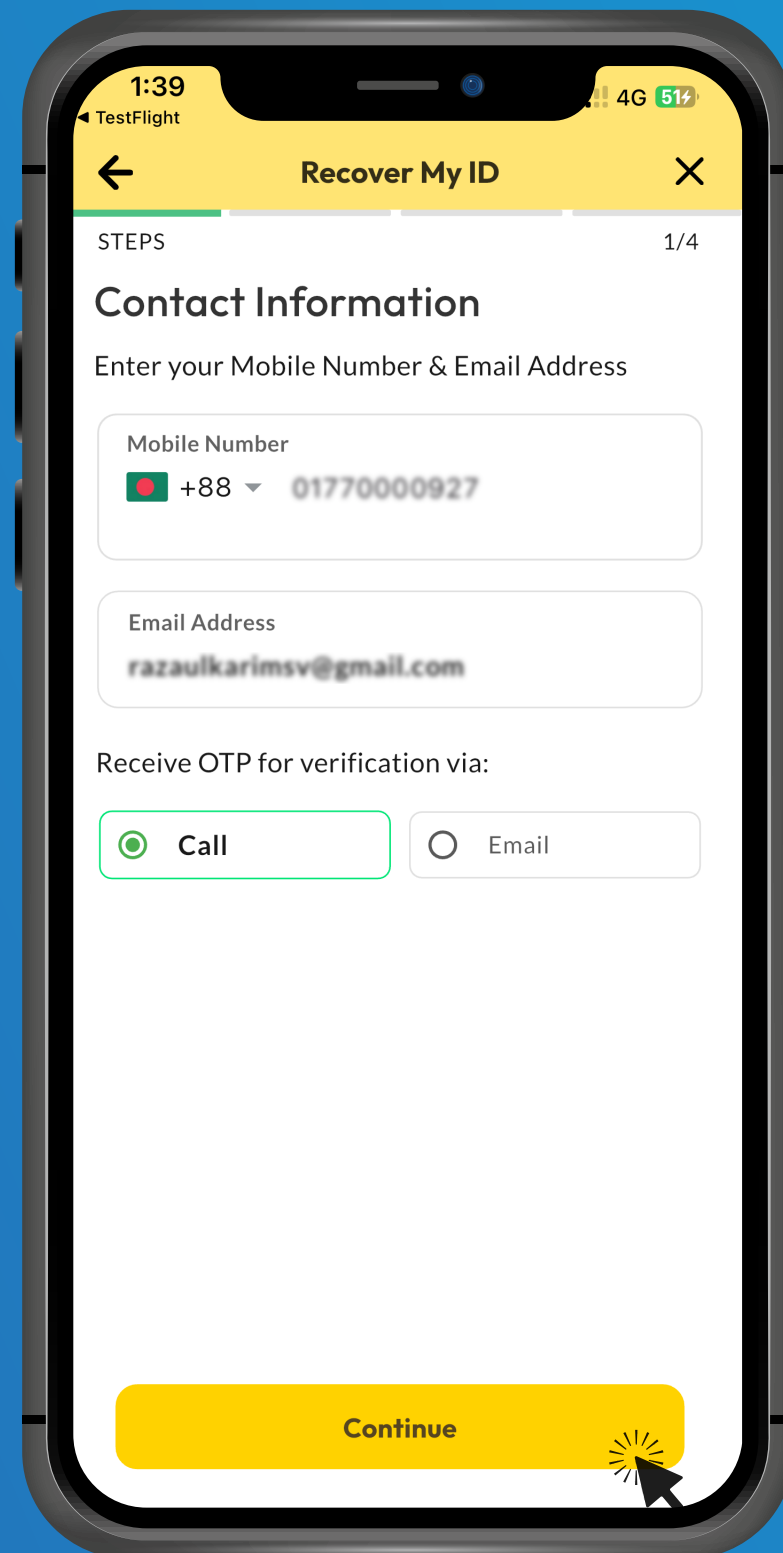 1:39
TestFlight
4G 51
Recover My ID
STEPS 1/4
Contact Information
Enter your Mobile Number & Email Address
Mobile Number
+88
Email Address
Receive OTP for verification via:
Call Email
Continue